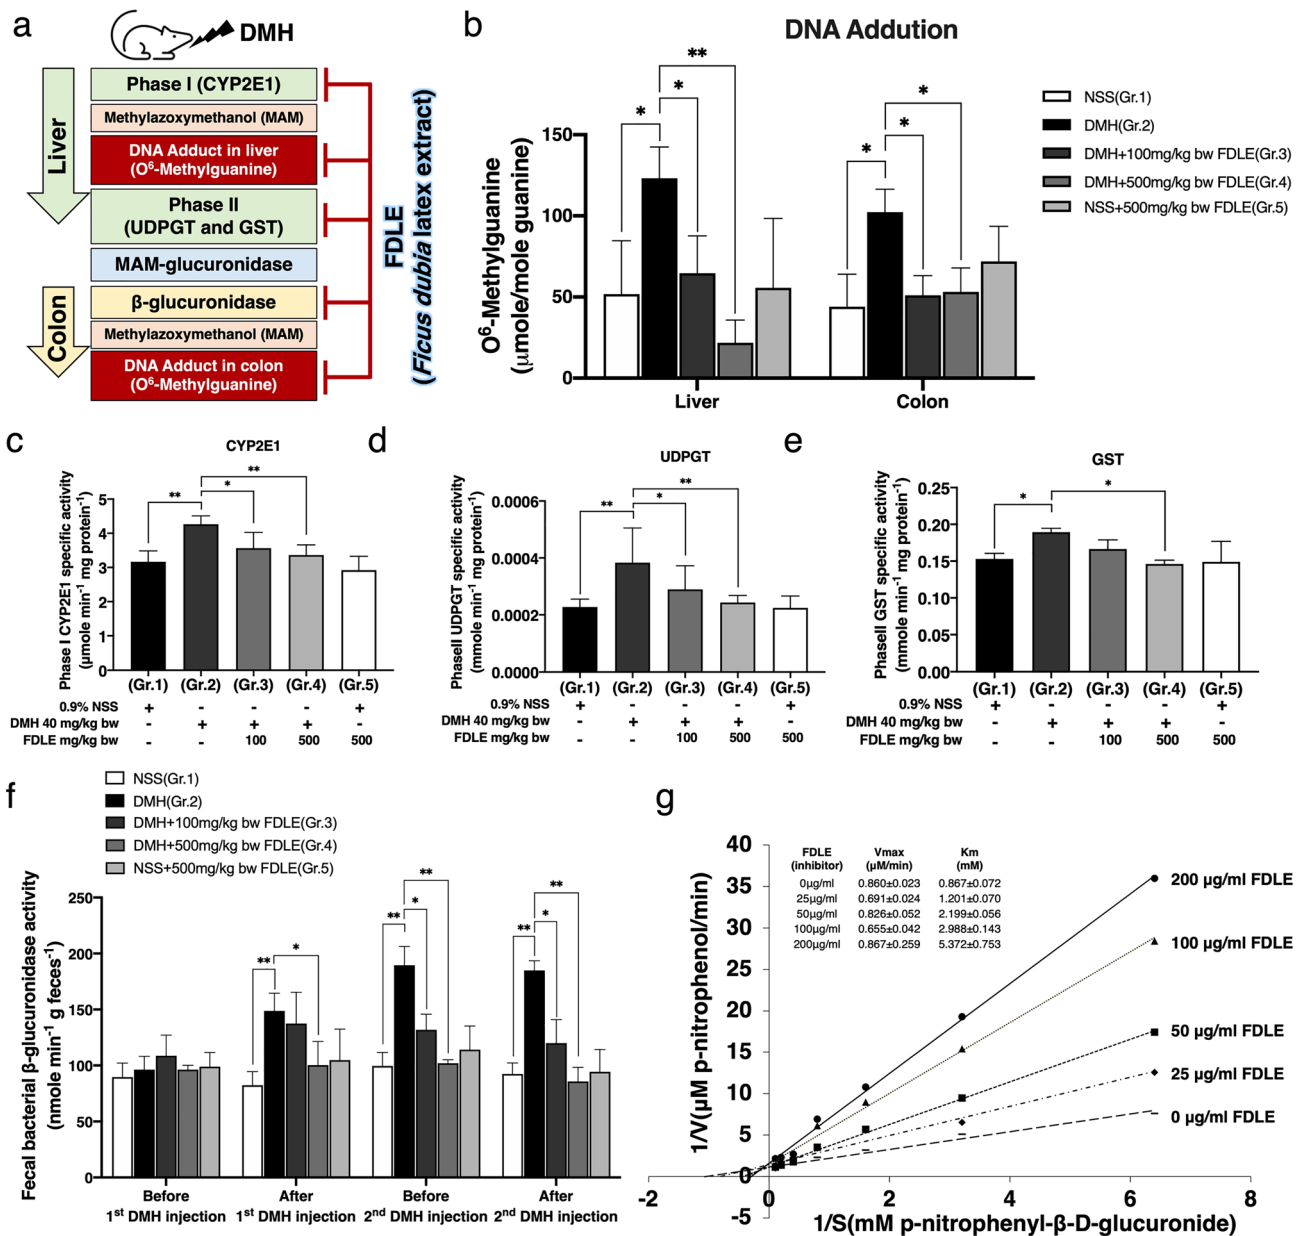 a
DMH
Phase I (CYP2E1)
Methylazoxymethanol (MAM)
DNA Adduct in liver
(O⁶-Methylguanine)
Phase II
(UDPGT and GST)
MAM-glucuronidase
β-glucuronidase
Methylazoxymethanol (MAM)
DNA Adduct in colon
(O⁶-Methylguanine)
Liver
Colon
FDLE
(Ficus dubia latex extract)
b
DNA Addution
O⁶-Methylguanine
(µmole/mole guanine)
150
100
50
0
* * **
* * *
Liver Colon
NSS(Gr.1)
DMH(Gr.2)
DMH+100mg/kg bw FDLE(Gr.3)
DMH+500mg/kg bw FDLE(Gr.4)
NSS+500mg/kg bw FDLE(Gr.5)
c
CYP2E1
Phase I CYP2E1 specific activity
(µmole min⁻¹ mg protein⁻¹)
5
4
3
2
1
0
** * **
(Gr.1) (Gr.2) (Gr.3) (Gr.4) (Gr.5)
0.9% NSS + - - - +
DMH 40 mg/kg bw - + + + -
FDLE mg/kg bw - - 100 500 500
d
UDPGT
PhaseII UDPGT specific activity
(mmole min⁻¹ mg protein⁻¹)
0.0006
0.0004
0.0002
0.0000
** * **
(Gr.1) (Gr.2) (Gr.3) (Gr.4) (Gr.5)
0.9% NSS + - - - +
DMH 40 mg/kg bw - + + + -
FDLE mg/kg bw - - 100 500 500
e
GST
PhaseII GST specific activity
(mmole min⁻¹ mg protein⁻¹)
0.25
0.20
0.15
0.10
0.05
0.00
* *
(Gr.1) (Gr.2) (Gr.3) (Gr.4) (Gr.5)
0.9% NSS + - - - +
DMH 40 mg/kg bw - + + + -
FDLE mg/kg bw - - 100 500 500
f
NSS(Gr.1)
DMH(Gr.2)
DMH+100mg/kg bw FDLE(Gr.3)
DMH+500mg/kg bw FDLE(Gr.4)
NSS+500mg/kg bw FDLE(Gr.5)
Fecal bacterial β-glucuronidase activity
(nmole min⁻¹ g feces⁻¹)
250
200
150
100
50
0
** *
** * **
** * **
Before After Before After
1st DMH injection 1st DMH injection 2nd DMH injection 2nd DMH injection
g
1/V(µM p-nitrophenol/min)
40
35
30
25
20
15
10
5
0
-5
FDLE Vmax Km
(inhibitor) (µM/min) (mM)
0µg/ml 0.860±0.023 0.867±0.072
25µg/ml 0.691±0.024 1.201±0.070
50µg/ml 0.826±0.052 2.199±0.056
100µg/ml 0.655±0.042 2.988±0.143
200µg/ml 0.867±0.259 5.372±0.753
200 µg/ml FDLE
100 µg/ml FDLE
50 µg/ml FDLE
25 µg/ml FDLE
0 µg/ml FDLE
-2 0 2 4 6 8
1/S(mM p-nitrophenyl-β-D-glucuronide)